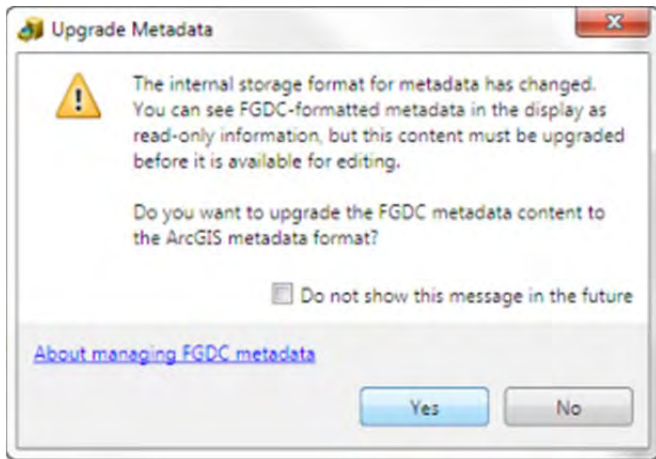 Upgrade Metadata
The internal storage format for metadata has changed.
You can see FGDC-formatted metadata in the display as
read-only information, but this content must be upgraded
before it is available for editing.
Do you want to upgrade the FGDC metadata content to
the ArcGIS metadata format?
Do not show this message in the future
About managing FGDC metadata
Yes No